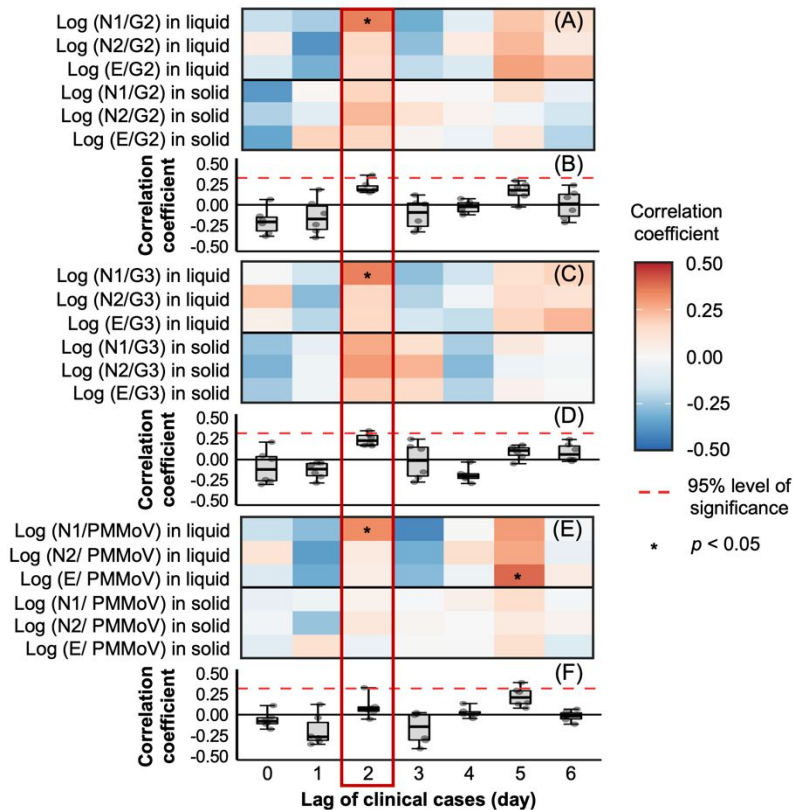 Log (N1/G2) in liquid
(A)
*
Log (N2/G2) in liquid
Log (E/G2) in liquid
Log (N1/G2) in solid
Log (N2/G2) in solid
Log (E/G2) in solid
Correlation
coefficient
0.50
0.25
0.00
-0.25
-0.50
(B)
Log (N1/G3) in liquid
(C)
*
Log (N2/G3) in liquid
Log (E/G3) in liquid
Log (N1/G3) in solid
Log (N2/G3) in solid
Log (E/G3) in solid
Correlation
coefficient
0.50
0.25
0.00
-0.25
-0.50
(D)
Log (N1/PMMoV) in liquid
(E)
*
Log (N2/ PMMoV) in liquid
Log (E/ PMMoV) in liquid
*
Log (N1/ PMMoV) in solid
Log (N2/ PMMoV) in solid
Log (E/ PMMoV) in solid
Correlation
coefficient
0.50
0.25
0.00
-0.25
-0.50
(F)
0 1 2 3 4 5 6
Lag of clinical cases (day)
Correlation
coefficient
0.50
0.25
0.00
-0.25
-0.50
95% level of
significance
* p < 0.05